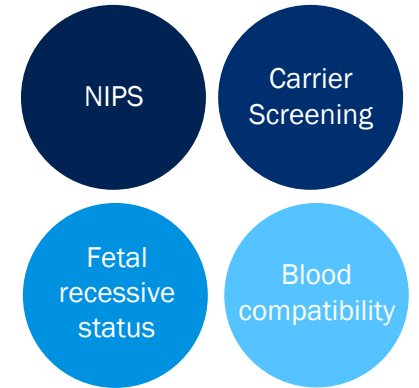 NIPS
Carrier
Screening
Fetal
recessive
status
Blood
compatibility